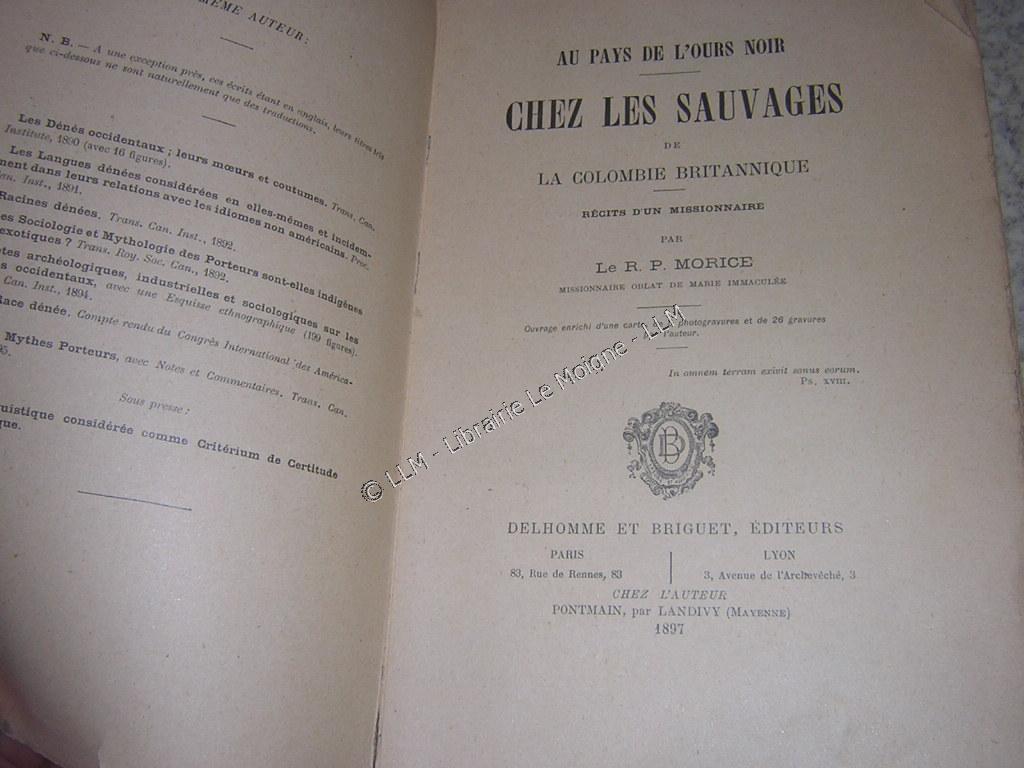 MÊME AUTEUR:
N. B. — A une exception près, ces écrits étant en anglais, leurs titres tels
que ci-dessous ne sont naturellement que des traductions.
Les Dénés occidentaux; leurs mœurs et coutumes. Trans. Can.
Institute, 1890 (avec 16 figures).
Les Langues dénées considérées en elles-mêmes et incidem-
ment dans leurs relations avec les idiomes non américains. Proc.
Can. Inst., 1891.
Racines dénées. Trans. Can. Inst., 1892.
Sociologie et Mythologie des Porteurs sont-elles indigènes
exotiques? Trans. Roy. Soc. Can., 1892.
archéologiques, industrielles et sociologiques sur les
occidentaux, avec une Esquisse ethnographique (199 figures).
Can. Inst., 1894.
Race dénée. Compte rendu du Congrès International des América-
Mythes Porteurs, avec Notes et Commentaires. Trans. Can.
Sous presse:
considérée comme Critérium de Certitude
AU PAYS DE L'OURS NOIR
CHEZ LES SAUVAGES
DE
LA COLOMBIE BRITANNIQUE
RÉCITS D'UN MISSIONNAIRE
PAR
Le R. P. MORICE
MISSIONNAIRE OBLAT DE MARIE IMMACULÉE
Ouvrage enrichi d'une photogravures et de 26 gravures
l'auteur.
In omnem terram exivit sonus eorum.
Ps. XVIII.
DELHOMME ET BRIGUET, ÉDITEURS
PARIS
83, Rue de Rennes, 83
LYON
3, Avenue de l'Archevêché, 3
CHEZ L'AUTEUR
PONTMAIN, par LANDIVY (MAYENNE)
1897
© LLM - Librairie Le Moigne - LLM